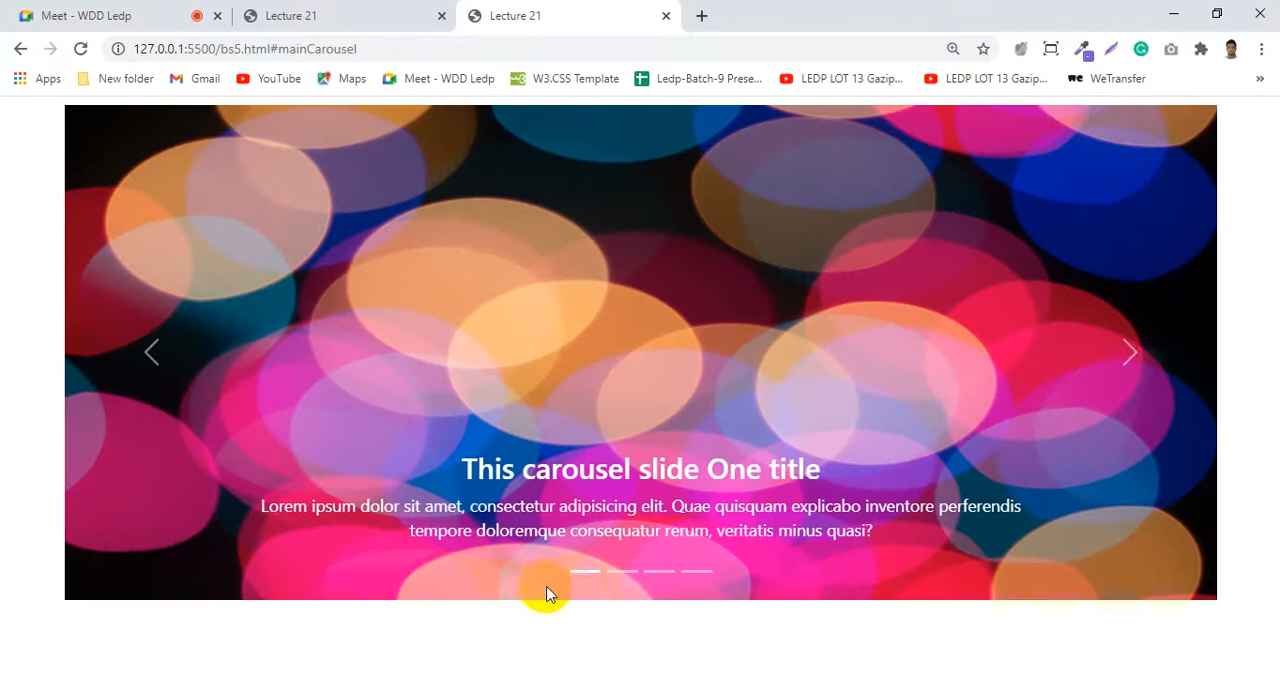 Meet - WDD Ledp
Lecture 21
Lecture 21
127.0.0.1:5500/bs5.html#mainCarousel
Apps
New folder
Gmail
YouTube
Maps
Meet - WDD Ledp
W3.CSS Template
Ledp-Batch-9 Prese...
LEDP LOT 13 Gazip...
LEDP LOT 13 Gazip...
WeTransfer
This carousel slide One title
Lorem ipsum dolor sit amet, consectetur adipisicing elit. Quae quisquam explicabo inventore perferendis
tempore doloremque consequatur rerum, veritatis minus quasi?